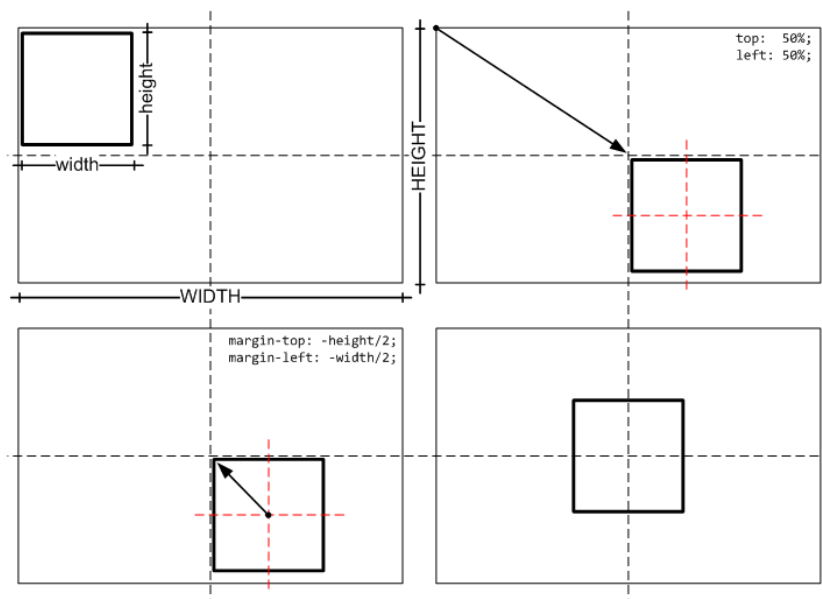 height
width
WIDTH
HEIGHT
top:  50%;
left: 50%;
margin-top: -height/2;
margin-left: -width/2;